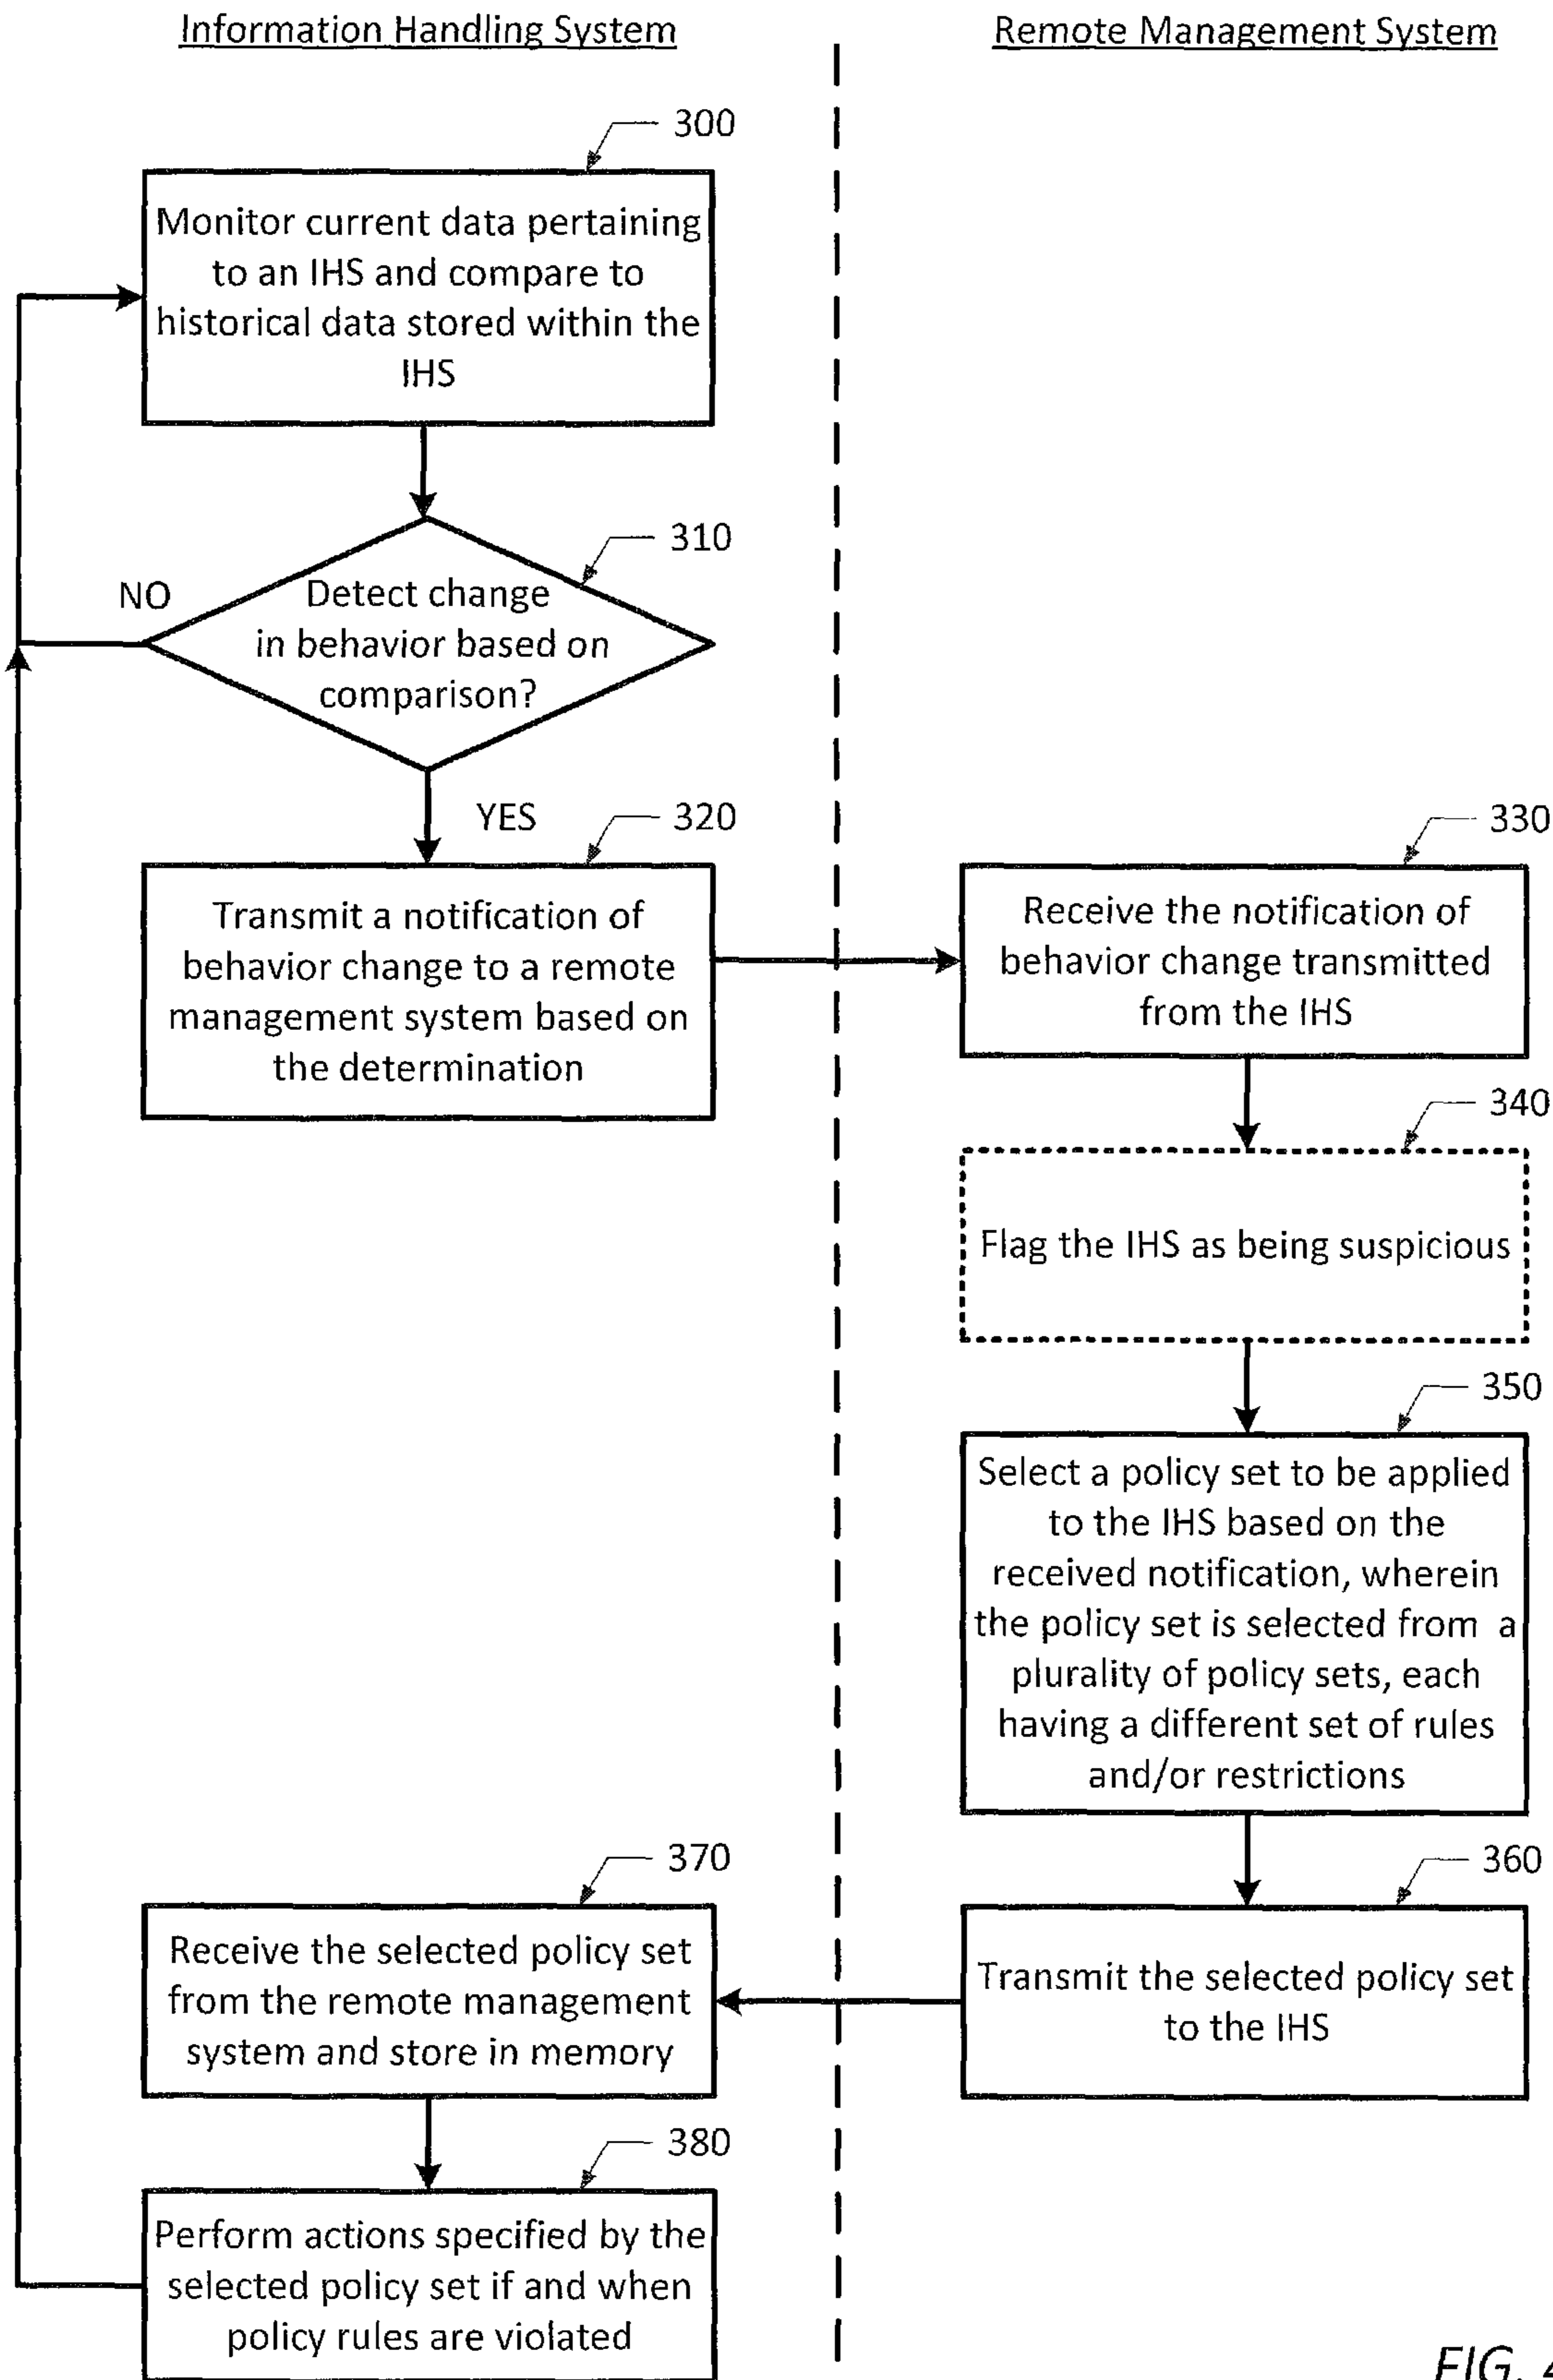 Information Handling System
Remote Management System
300
Monitor current data pertaining
to an IHS and compare to
historical data stored within the
IHS
310
NO
Detect change
in behavior based on
comparison?
YES
320
Transmit a notification of
behavior change to a remote
management system based on
the determination
330
Receive the notification of
behavior change transmitted
from the IHS
340
Flag the IHS as being suspicious
350
Select a policy set to be applied
to the IHS based on the
received notification, wherein
the policy set is selected from a
plurality of policy sets, each
having a different set of rules
and/or restrictions
360
Transmit the selected policy set
to the IHS
370
Receive the selected policy set
from the remote management
system and store in memory
380
Perform actions specified by the
selected policy set if and when
policy rules are violated
FIG.